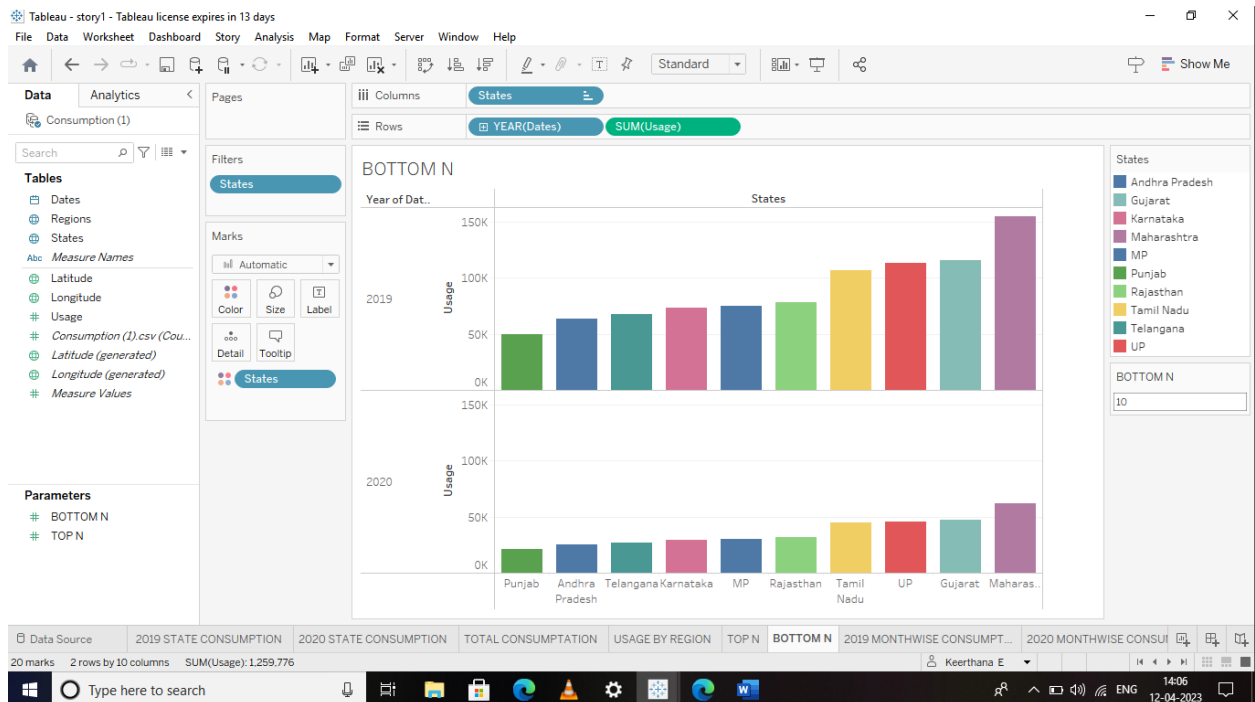 Tableau - story1 - Tableau license expires in 13 days
File Data Worksheet Dashboard Story Analysis Map Format Server Window Help
Standard
Show Me
Data Analytics
Consumption (1)
Search
Tables
Dates
Regions
States
Abc Measure Names
Latitude
Longitude
# Usage
# Consumption (1).csv (Cou...
Latitude (generated)
Longitude (generated)
# Measure Values
Parameters
# BOTTOM N
# TOP N
Pages
Filters
States
Marks
Automatic
Color Size Label
Detail Tooltip
States
iii Columns States
Rows YEAR(Dates) SUM(Usage)
BOTTOM N
Year of Dat.. States
150K
100K
50K
0K
Usage
2019
150K
100K
50K
0K
Usage
2020
Punjab Andhra Pradesh Telangana Karnataka MP Rajasthan Tamil Nadu UP Gujarat Maharas..
States
Andhra Pradesh
Gujarat
Karnataka
Maharashtra
MP
Punjab
Rajasthan
Tamil Nadu
Telangana
UP
BOTTOM N
10
Data Source 2019 STATE CONSUMPTION 2020 STATE CONSUMPTION TOTAL CONSUMPTATION USAGE BY REGION TOP N BOTTOM N 2019 MONTHWISE CONSUMPT... 2020 MONTHWISE CONSU
20 marks 2 rows by 10 columns SUM(Usage): 1,259,776
Keerthana E
Type here to search
ENG
14:06
12-04-2023